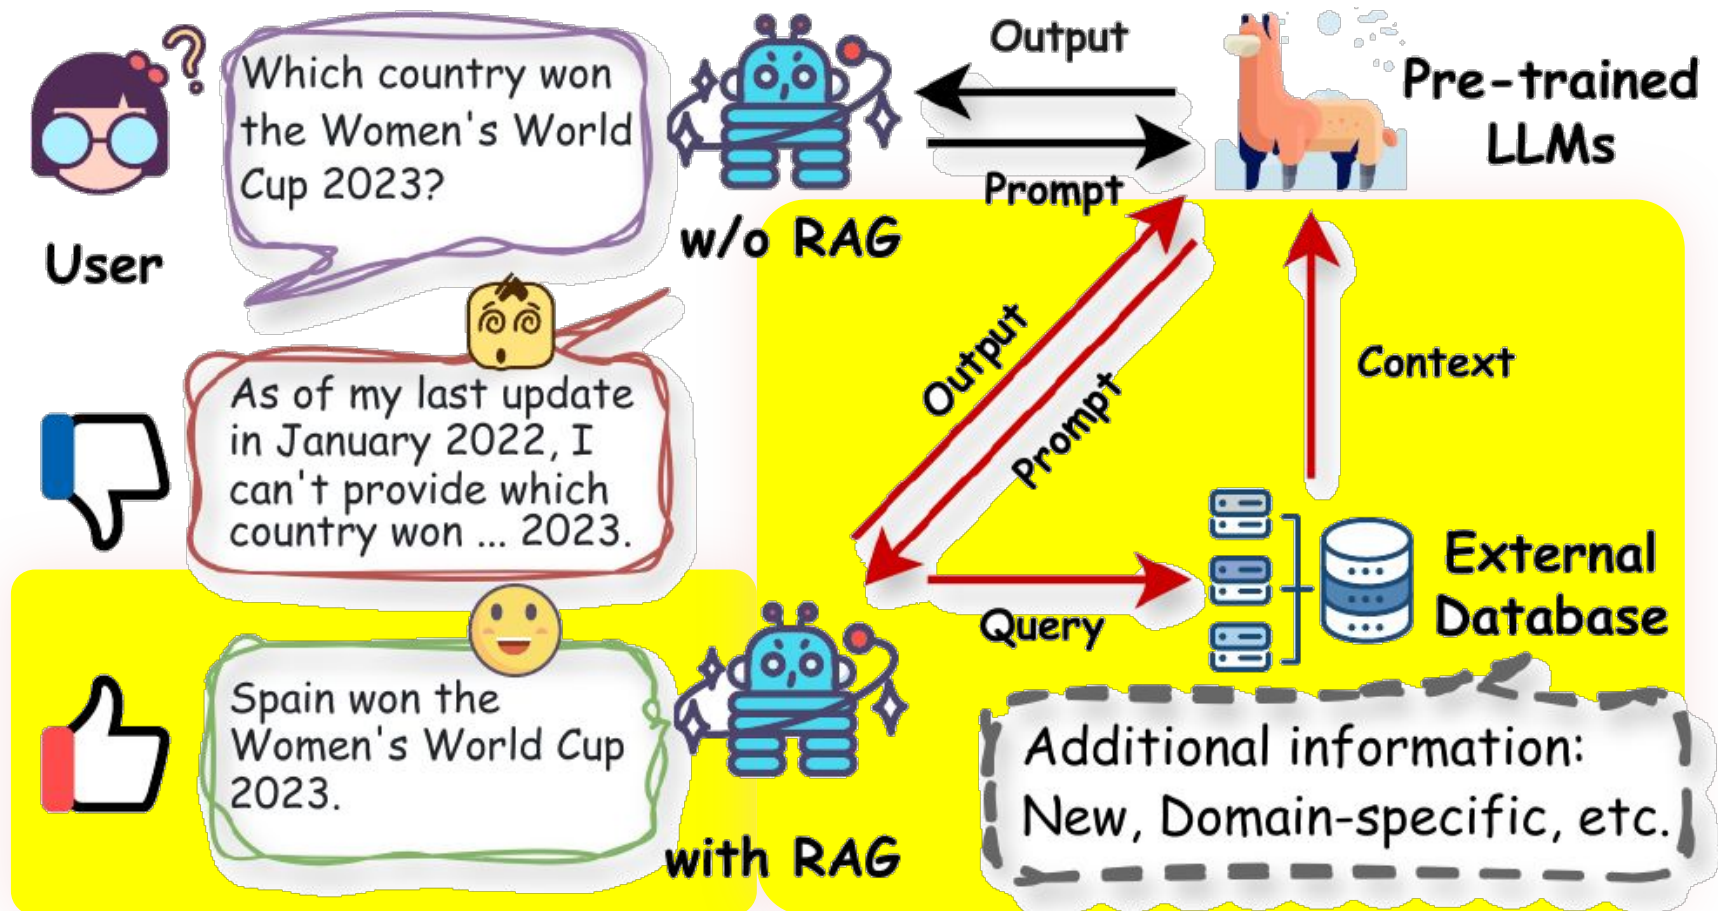 Which country won
the Women's World
Cup 2023?
User
w/o RAG
Output
Prompt
Pre-trained
LLMs
As of my last update
in January 2022, I
can't provide which
country won ... 2023.
Output
Prompt
Context
Query
External
Database
Spain won the
Women's World Cup
2023.
with RAG
Additional information:
New, Domain-specific, etc.